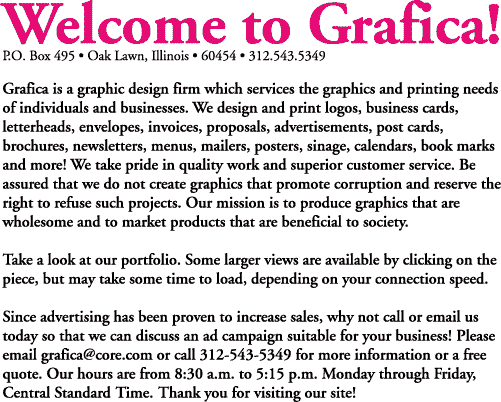 Welcome to Grafica!
P.O. Box 495 • Oak Lawn, Illinois • 60454 • 312.543.5349
Grafica is a graphic design firm which services the graphics and printing needs
of individuals and businesses. We design and print logos, business cards,
letterheads, envelopes, invoices, proposals, advertisements, post cards,
brochures, newsletters, menus, mailers, posters, sinage, calendars, book marks
and more! We take pride in quality work and superior customer service. Be
assured that we do not create graphics that promote corruption and reserve the
right to refuse such projects. Our mission is to produce graphics that are
wholesome and to market products that are beneficial to society.
Take a look at our portfolio. Some larger views are available by clicking on the
piece, but may take some time to load, depending on your connection speed.
Since advertising has been proven to increase sales, why not call or email us
today so that we can discuss an ad campaign suitable for your business! Please
email grafica@core.com or call 312-543-5349 for more information or a free
quote. Our hours are from 8:30 a.m. to 5:15 p.m. Monday through Friday,
Central Standard Time. Thank you for visiting our site!